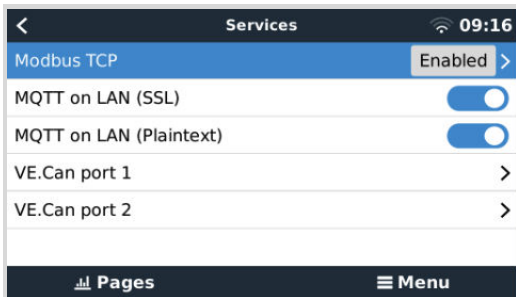 Services 09:16
Modbus TCP Enabled
MQTT on LAN (SSL)
MQTT on LAN (Plaintext)
VE.Can port 1
VE.Can port 2
Pages Menu